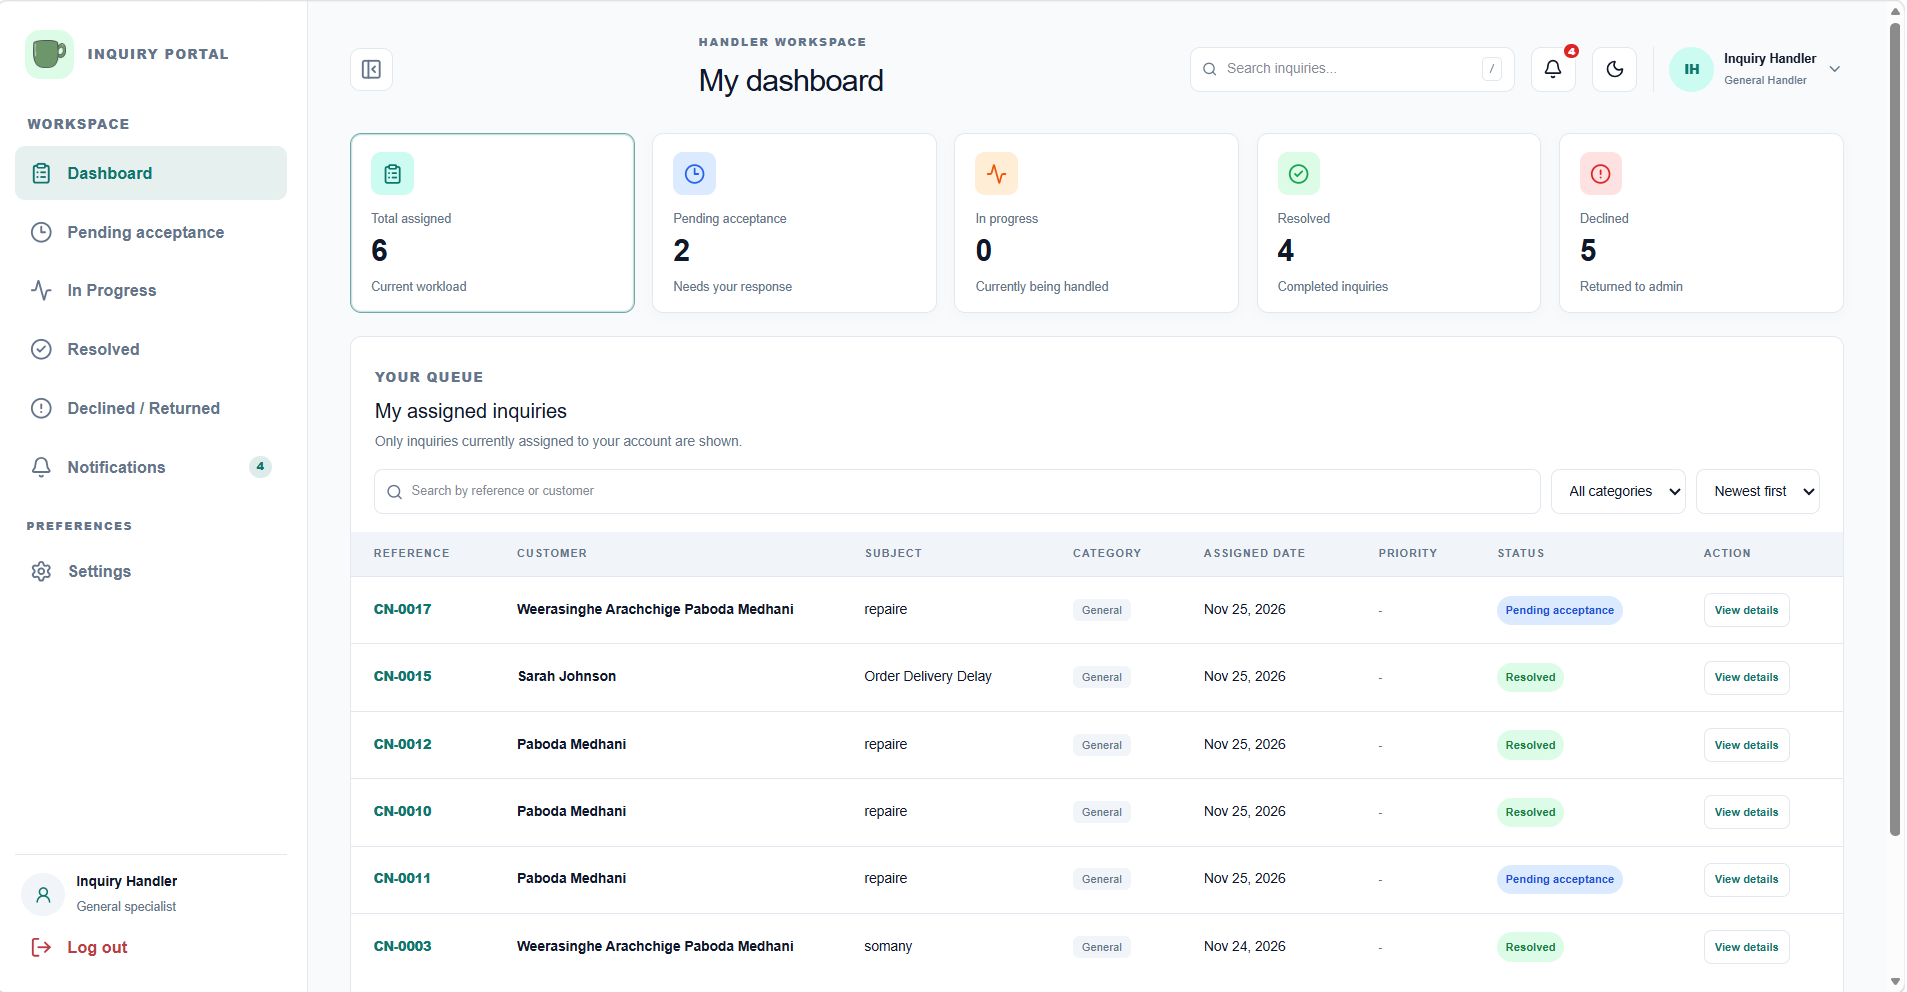 INQUIRY PORTAL
WORKSPACE
Dashboard
Pending acceptance
In Progress
Resolved
Declined / Returned
Notifications 4
PREFERENCES
Settings
Inquiry Handler
General specialist
Log out
HANDLER WORKSPACE
My dashboard
Search inquiries... /
4
IH
Inquiry Handler
General Handler
Total assigned
6
Current workload
Pending acceptance
2
Needs your response
In progress
0
Currently being handled
Resolved
4
Completed inquiries
Declined
5
Returned to admin
YOUR QUEUE
My assigned inquiries
Only inquiries currently assigned to your account are shown.
Search by reference or customer All categories Newest first
REFERENCE CUSTOMER SUBJECT CATEGORY ASSIGNED DATE PRIORITY STATUS ACTION
CN-0017 Weerasinghe Arachchige Paboda Medhani repaire General Nov 25, 2026 - Pending acceptance View details
CN-0015 Sarah Johnson Order Delivery Delay General Nov 25, 2026 - Resolved View details
CN-0012 Paboda Medhani repaire General Nov 25, 2026 - Resolved View details
CN-0010 Paboda Medhani repaire General Nov 25, 2026 - Resolved View details
CN-0011 Paboda Medhani repaire General Nov 25, 2026 - Pending acceptance View details
CN-0003 Weerasinghe Arachchige Paboda Medhani somany General Nov 24, 2026 - Resolved View details